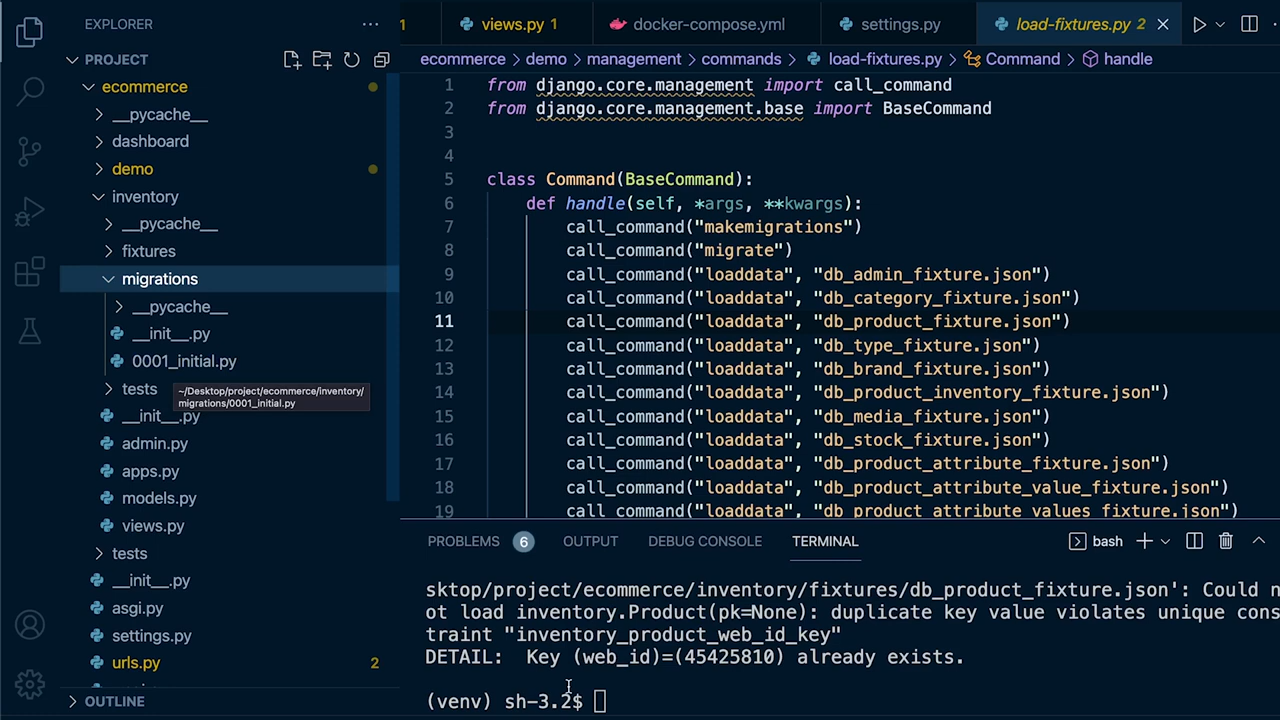 EXPLORER
PROJECT
ecommerce
__pycache__
dashboard
demo
inventory
__pycache__
fixtures
migrations
__pycache__
__init__.py
0001_initial.py
tests
~/Desktop/project/ecommerce/inventory/
migrations/0001_initial.py
__init__.py
admin.py
apps.py
models.py
views.py
tests
__init__.py
asgi.py
settings.py
urls.py 2
OUTLINE
1 views.py 1 docker-compose.yml settings.py load-fixtures.py 2
ecommerce > demo > management > commands > load-fixtures.py > Command > handle
1 from django.core.management import call_command
2 from django.core.management.base import BaseCommand
3
4
5 class Command(BaseCommand):
6 def handle(self, *args, **kwargs):
7 call_command("makemigrations")
8 call_command("migrate")
9 call_command("loaddata", "db_admin_fixture.json")
10 call_command("loaddata", "db_category_fixture.json")
11 call_command("loaddata", "db_product_fixture.json")
12 call_command("loaddata", "db_type_fixture.json")
13 call_command("loaddata", "db_brand_fixture.json")
14 call_command("loaddata", "db_product_inventory_fixture.json")
15 call_command("loaddata", "db_media_fixture.json")
16 call_command("loaddata", "db_stock_fixture.json")
17 call_command("loaddata", "db_product_attribute_fixture.json")
18 call_command("loaddata", "db_product_attribute_value_fixture.json")
19 call_command("loaddata", "db_product_attribute_values_fixture.json")
PROBLEMS 6 OUTPUT DEBUG CONSOLE TERMINAL bash
sktop/project/ecommerce/inventory/fixtures/db_product_fixture.json': Could n
ot load inventory.Product(pk=None): duplicate key value violates unique cons
traint "inventory_product_web_id_key"
DETAIL:  Key (web_id)=(45425810) already exists.
(venv) sh-3.2$